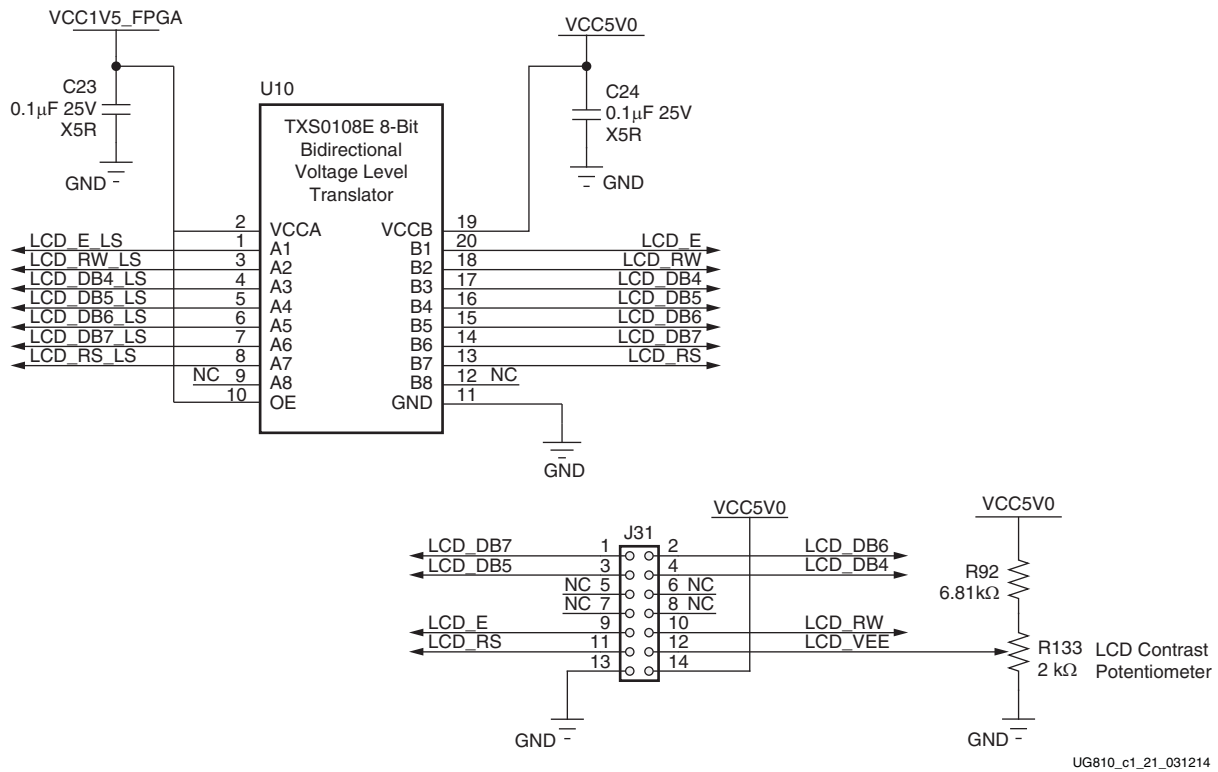 VCC1V5_FPGA
C23
0.1μF 25V
X5R
GND
U10
TXS0108E 8-Bit
Bidirectional
Voltage Level
Translator
VCC5V0
C24
0.1μF 25V
X5R
GND
2 VCCA VCCB 19
LCD_E_LS 1 A1 B1 20 LCD_E
LCD_RW_LS 3 A2 B2 18 LCD_RW
LCD_DB4_LS 4 A3 B3 17 LCD_DB4
LCD_DB5_LS 5 A4 B4 16 LCD_DB5
LCD_DB6_LS 6 A5 B5 15 LCD_DB6
LCD_DB7_LS 7 A6 B6 14 LCD_DB7
LCD_RS_LS 8 A7 B7 13 LCD_RS
NC 9 A8 B8 12 NC
10 OE GND 11
GND
J31
VCC5V0
LCD_DB7 1 2 LCD_DB6
LCD_DB5 3 4 LCD_DB4
NC 5 6 NC
NC 7 8 NC
LCD_E 9 10 LCD_RW
LCD_RS 11 12 LCD_VEE
13 14
GND
VCC5V0
R92
6.81kΩ
R133 LCD Contrast
2 kΩ Potentiometer
GND
UG810_c1_21_031214